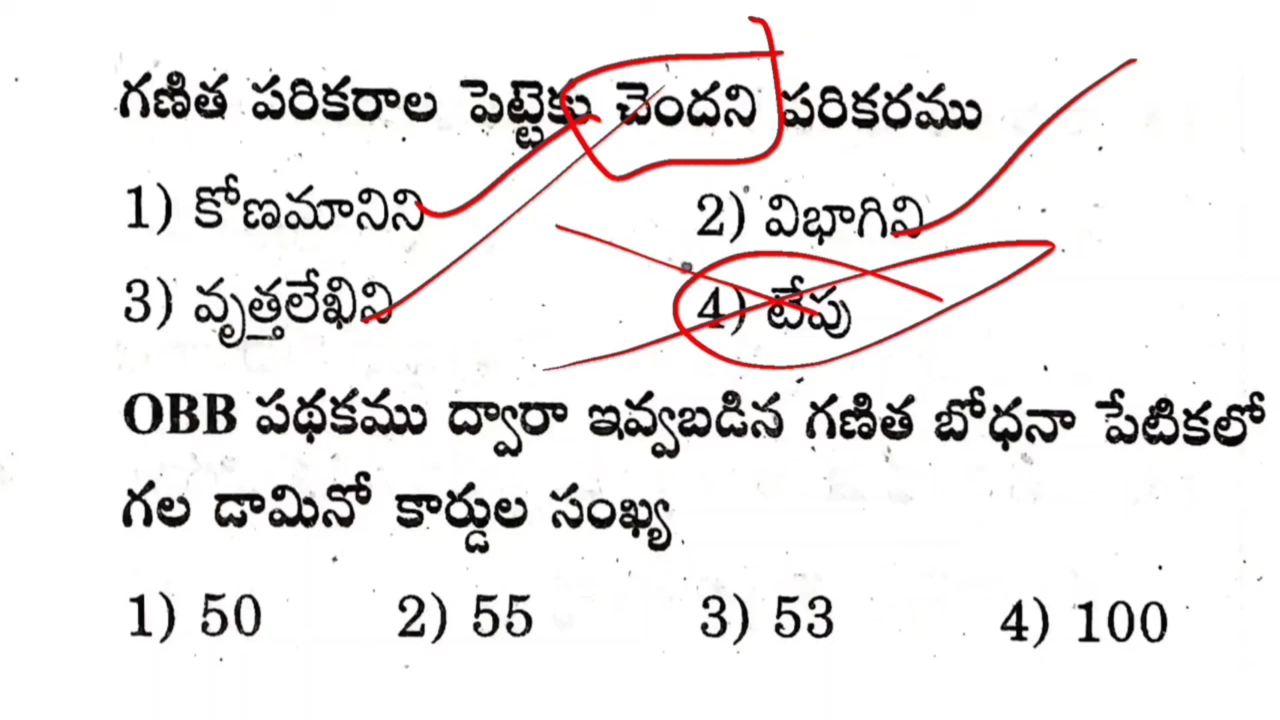 గణిత పరికరాల పెట్టెకు చెందని పరికరము
1) కోణమానిని 2) విభాగిని
3) వృత్తలేఖిని 4) టేపు
OBB పథకము ద్వారా ఇవ్వబడిన గణిత బోధనా పేటికలో
గల డామినో కార్డుల సంఖ్య
1) 50 2) 55 3) 53 4) 100